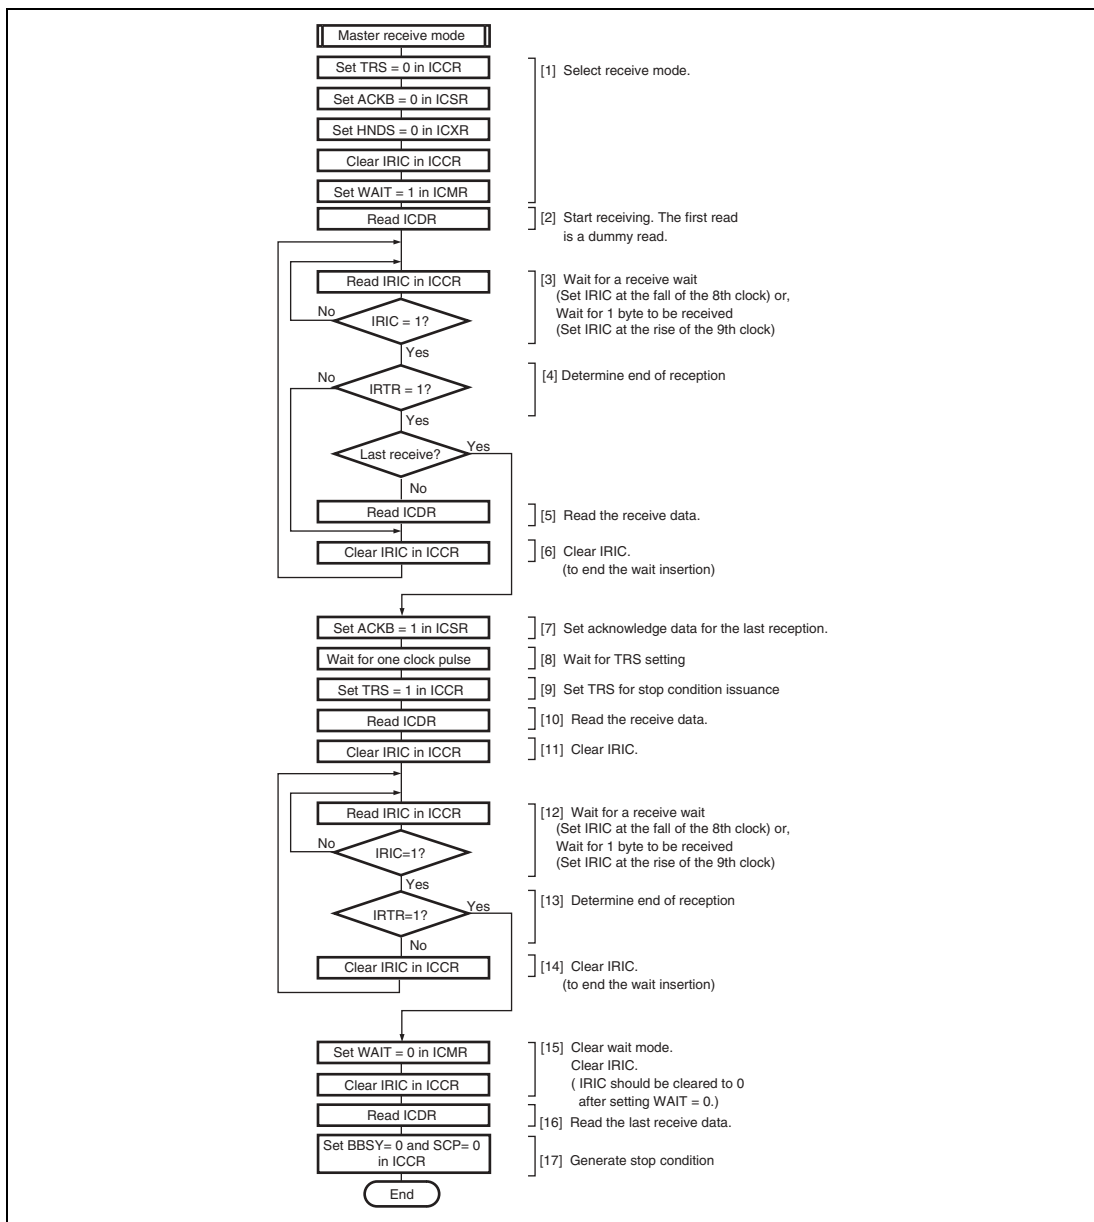 Master receive mode
Set TRS = 0 in ICCR
[1] Select receive mode.
Set ACKB = 0 in ICSR
Set HNDS = 0 in ICXR
Clear IRIC in ICCR
Set WAIT = 1 in ICMR
Read ICDR
[2] Start receiving. The first read
is a dummy read.
Read IRIC in ICCR
[3] Wait for a receive wait
(Set IRIC at the fall of the 8th clock) or,
Wait for 1 byte to be received
(Set IRIC at the rise of the 9th clock)
No
IRIC = 1?
Yes
No
IRTR = 1?
[4] Determine end of reception
Yes
Last receive?
Yes
No
Read ICDR
[5] Read the receive data.
Clear IRIC in ICCR
[6] Clear IRIC.
(to end the wait insertion)
Set ACKB = 1 in ICSR
[7] Set acknowledge data for the last reception.
Wait for one clock pulse
[8] Wait for TRS setting
Set TRS = 1 in ICCR
[9] Set TRS for stop condition issuance
Read ICDR
[10] Read the receive data.
Clear IRIC in ICCR
[11] Clear IRIC.
Read IRIC in ICCR
[12] Wait for a receive wait
(Set IRIC at the fall of the 8th clock) or,
Wait for 1 byte to be received
(Set IRIC at the rise of the 9th clock)
No
IRIC=1?
Yes
IRTR=1?
Yes
[13] Determine end of reception
No
Clear IRIC in ICCR
[14] Clear IRIC.
(to end the wait insertion)
Set WAIT = 0 in ICMR
[15] Clear wait mode.
Clear IRIC.
( IRIC should be cleared to 0
after setting WAIT = 0.)
Clear IRIC in ICCR
Read ICDR
[16] Read the last receive data.
Set BBSY= 0 and SCP= 0
in ICCR
[17] Generate stop condition
End